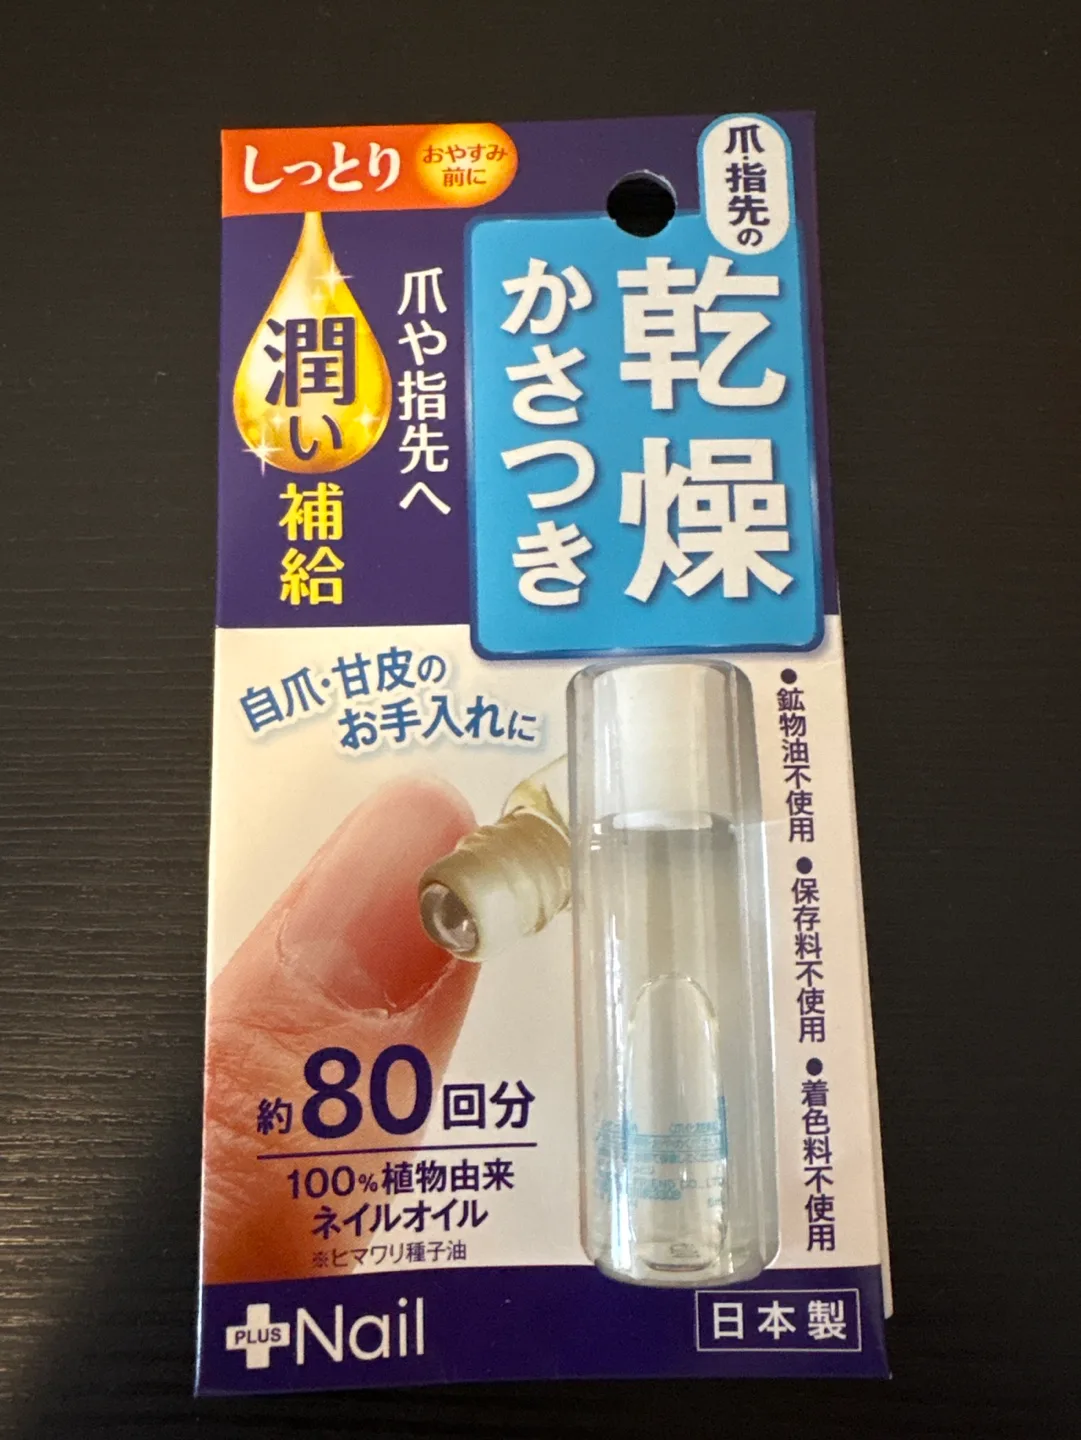 しっとり
おやすみ
前に
爪・指先の
乾燥
かさつき
爪や指先へ
潤い
補給
自爪・甘皮の
お手入れに
●鉱物油不使用
●保存料不使用
●着色料不使用
約80回分
100%植物由来
ネイルオイル
※ヒマワリ種子油
PLUS
Nail
日本製